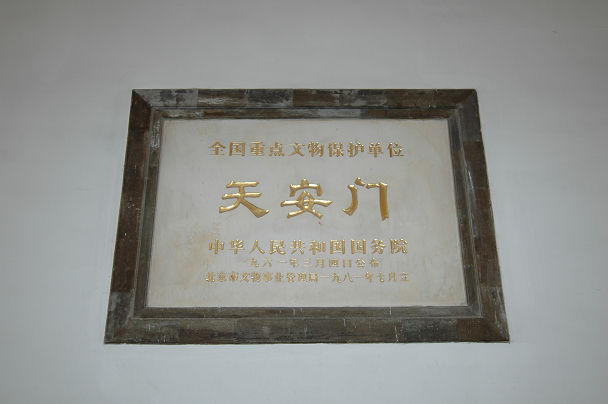 全国重点文物保护单位
天安门
中华人民共和国国务院
一九六一年三月四日公布
北京市文物事业管理局一九八一年七月立